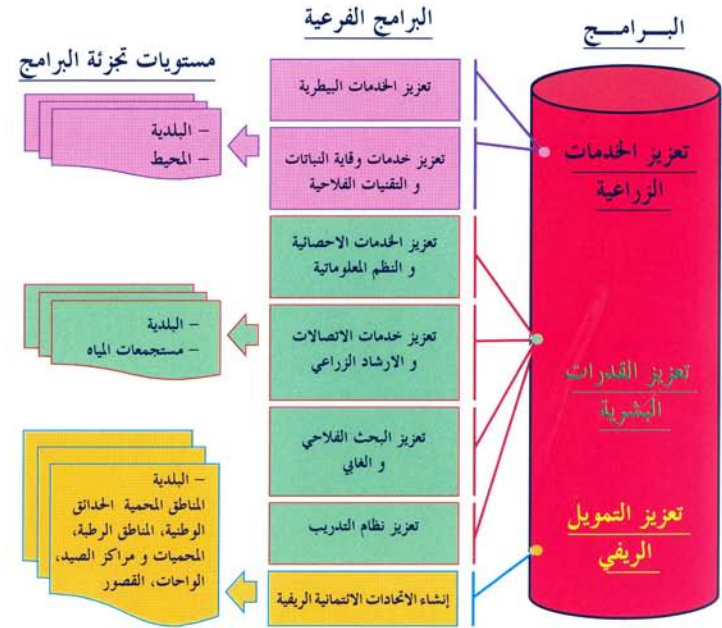 البرامج
تعزيز الخدمات
الزراعية
تعزيز القدرات
البشرية
تعزيز التمويل
الريفي
البرامج الفرعية
تعزيز الخدمات البيطرية
تعزيز خدمات وقاية النباتات
و التقنيات الفلاحية
تعزيز الخدمات الاحصائية
و النظم المعلوماتية
تعزيز خدمات الاتصالات
و الارشاد الزراعي
تعزيز البحث الفلاحي
و الغابي
تعزيز نظام التدريب
إنشاء الاتحادات الائتمانية الريفية
مستويات تجزئة البرامج
– البلدية
– المحيط
– البلدية
– مستجمعات المياه
– البلدية
المناطق المحمية الحدائق
الوطنية، المناطق الرطبة،
المحميات و مراكز الصيد،
الواحات، القصور